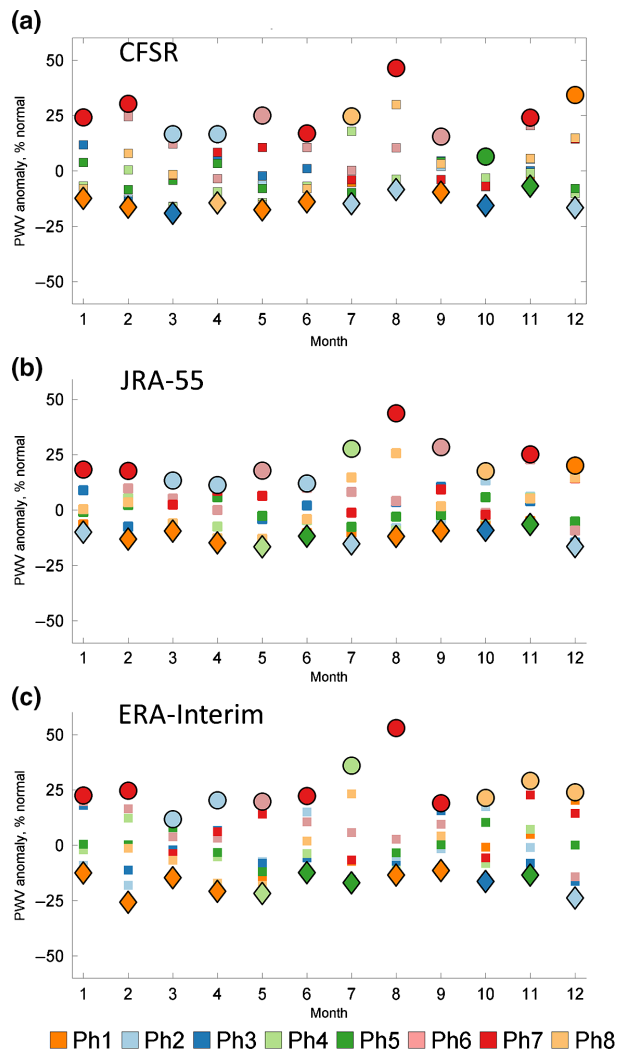 (a)
CFSR
PWV anomaly, % normal
50
25
0
−25
−50
1 2 3 4 5 6 7 8 9 10 11 12
Month
(b)
JRA-55
PWV anomaly, % normal
50
25
0
−25
−50
1 2 3 4 5 6 7 8 9 10 11 12
Month
(c)
ERA-Interim
PWV anomaly, % normal
50
25
0
−25
−50
1 2 3 4 5 6 7 8 9 10 11 12
Month
Ph1 Ph2 Ph3 Ph4 Ph5 Ph6 Ph7 Ph8